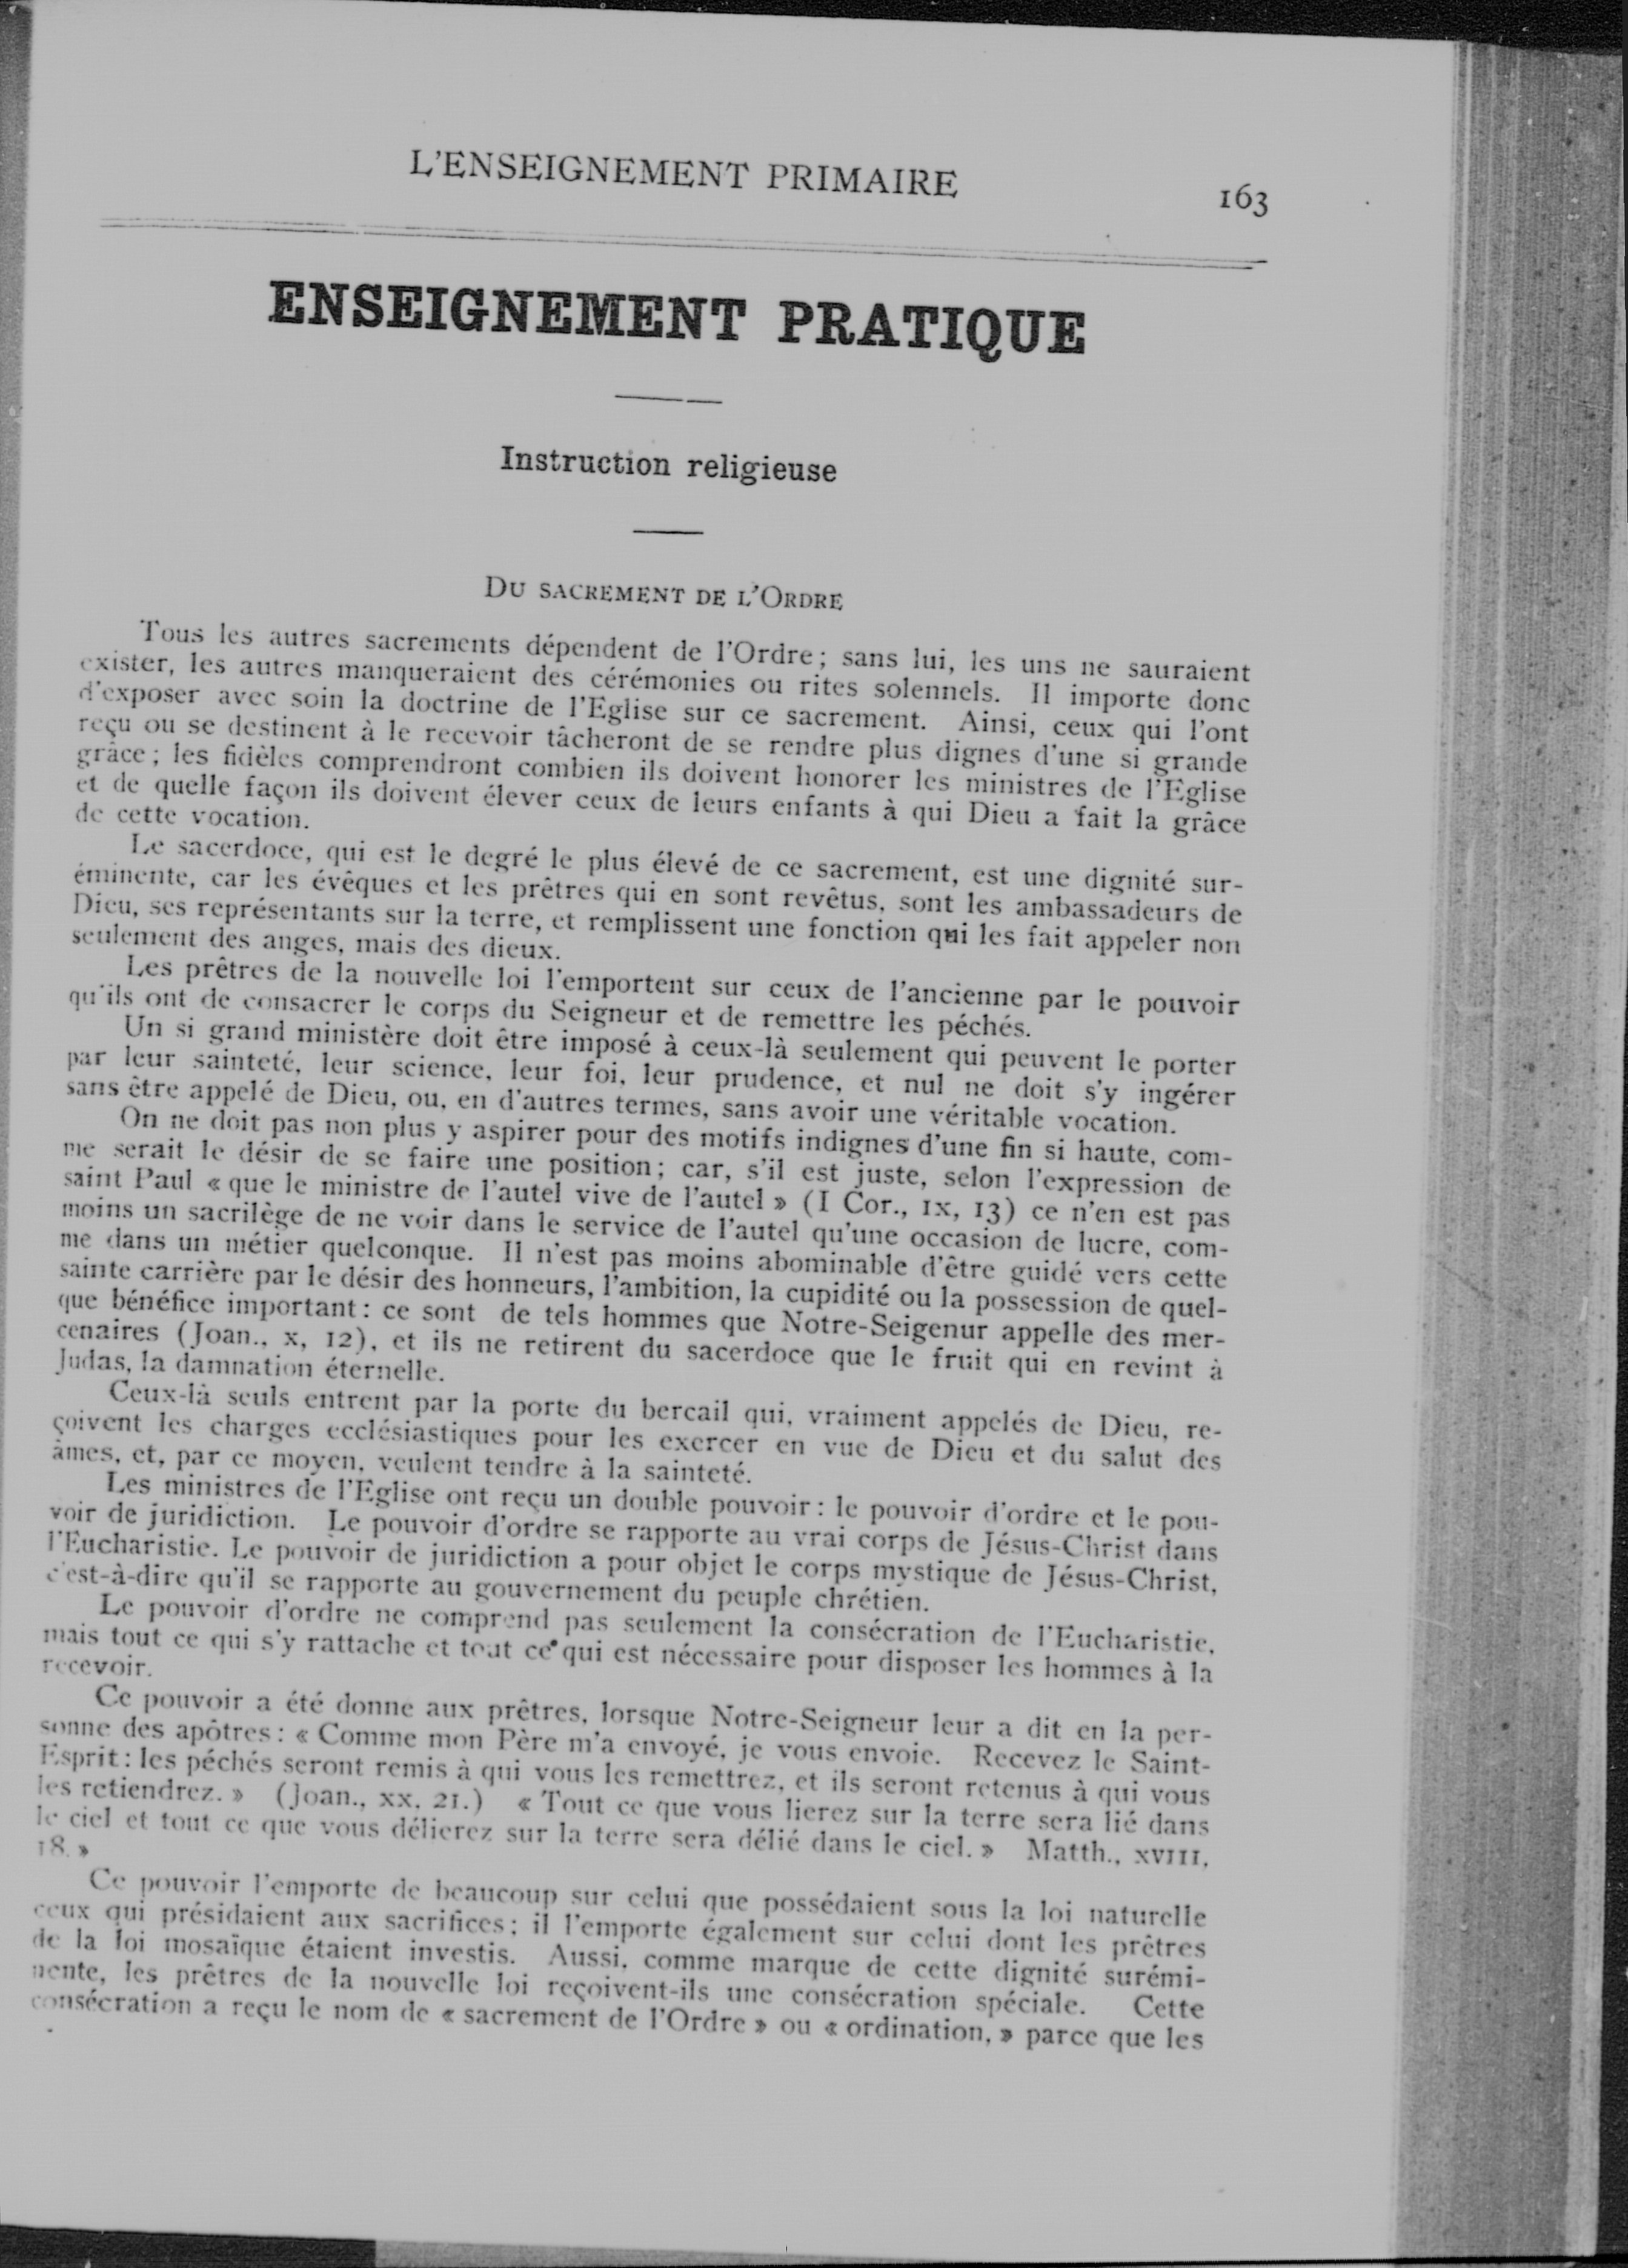 L'ENSEIGNEMENT PRIMAIRE
163
ENSEIGNEMENT PRATIQUE
Instruction religieuse
DU SACREMENT DE L'ORDRE
Tous les autres sacrements dépendent de l'Ordre; sans lui, les uns ne sauraient
exister, les autres manqueraient des cérémonies ou rites solennels. Il importe donc
d'exposer avec soin la doctrine de l'Eglise sur ce sacrement. Ainsi, ceux qui l'ont
reçu ou se destinent à le recevoir tâcheront de se rendre plus dignes d'une si grande
grâce; les fidèles comprendront combien ils doivent honorer les ministres de l'Eglise
et de quelle façon ils doivent élever ceux de leurs enfants à qui Dieu a fait la grâce
de cette vocation.
Le sacerdoce, qui est le degré le plus élevé de ce sacrement, est une dignité sur-
éminente, car les évêques et les prêtres qui en sont revêtus, sont les ambassadeurs de
Dieu, ses représentants sur la terre, et remplissent une fonction qui les fait appeler non
seulement des anges, mais des dieux.
Les prêtres de la nouvelle loi l'emportent sur ceux de l'ancienne par le pouvoir
qu'ils ont de consacrer le corps du Seigneur et de remettre les péchés.
Un si grand ministère doit être imposé à ceux-là seulement qui peuvent le porter
par leur sainteté, leur science, leur foi, leur prudence, et nul ne doit s'y ingérer
sans être appelé de Dieu, ou, en d'autres termes, sans avoir une véritable vocation.
On ne doit pas non plus y aspirer pour des motifs indignes d'une fin si haute, com-
me serait le désir de se faire une position; car, s'il est juste, selon l'expression de
saint Paul « que le ministre de l'autel vive de l'autel » (I Cor., IX, 13) ce n'en est pas
moins un sacrilège de ne voir dans le service de l'autel qu'une occasion de lucre, com-
me dans un métier quelconque. Il n'est pas moins abominable d'être guidé vers cette
sainte carrière par le désir des honneurs, l'ambition, la cupidité ou la possession de quel-
que bénéfice important: ce sont de tels hommes que Notre-Seigenur appelle des mer-
cenaires (Joan., x, 12), et ils ne retirent du sacerdoce que le fruit qui en revint à
Judas, la damnation éternelle.
Ceux-là seuls entrent par la porte du bercail qui, vraiment appelés de Dieu, re-
çoivent les charges ecclésiastiques pour les exercer en vue de Dieu et du salut des
âmes, et, par ce moyen, veulent tendre à la sainteté.
Les ministres de l'Eglise ont reçu un double pouvoir: le pouvoir d'ordre et le pou-
voir de juridiction. Le pouvoir d'ordre se rapporte au vrai corps de Jésus-Christ dans
l'Eucharistie. Le pouvoir de juridiction a pour objet le corps mystique de Jésus-Christ,
c'est-à-dire qu'il se rapporte au gouvernement du peuple chrétien.
Le pouvoir d'ordre ne comprend pas seulement la consécration de l'Eucharistie,
mais tout ce qui s'y rattache et tout ce qui est nécessaire pour disposer les hommes à la
recevoir.
Ce pouvoir a été donne aux prêtres, lorsque Notre-Seigneur leur a dit en la per-
sonne des apôtres: « Comme mon Père m'a envoyé, je vous envoie. Recevez le Saint-
Esprit: les péchés seront remis à qui vous les remettrez, et ils seront retenus à qui vous
les retiendrez. » (Joan., xx, 21.) « Tout ce que vous lierez sur la terre sera lié dans
le ciel et tout ce que vous délierez sur la terre sera délié dans le ciel. » Matth., XVIII,
18. »
Ce pouvoir l'emporte de beaucoup sur celui que possédaient sous la loi naturelle
ceux qui présidaient aux sacrifices; il l'emporte également sur celui dont les prêtres
de la loi mosaïque étaient investis. Aussi, comme marque de cette dignité surémi-
nente, les prêtres de la nouvelle loi reçoivent-ils une consécration spéciale. Cette
consécration a reçu le nom de « sacrement de l'Ordre » ou « ordination, » parce que les